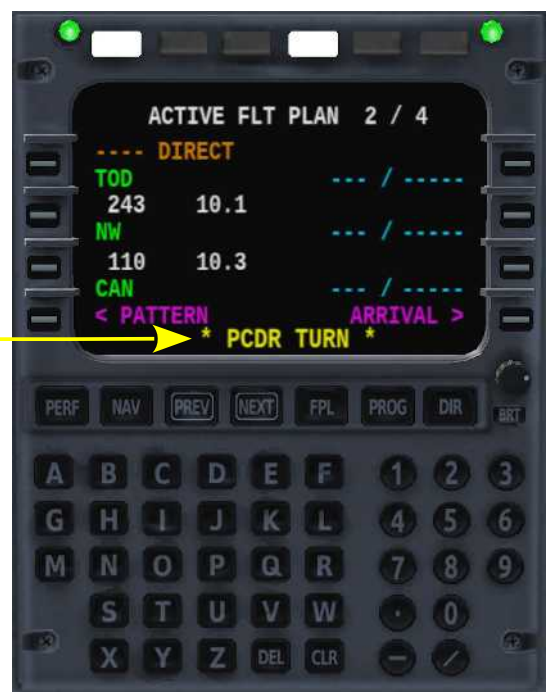 ACTIVE FLT PLAN 2 / 4
---- DIRECT
TOD --- / -----
243 10.1
NW --- / -----
110 10.3
CAN --- / -----
< PATTERN ARRIVAL >
* PCDR TURN *
PERF NAV PREV NEXT FPL PROG DIR BRT
A B C D E F 1 2 3
G H I J K L 4 5 6
M N O P Q R 7 8 9
S T U V W · 0
X Y Z DEL CLR - /